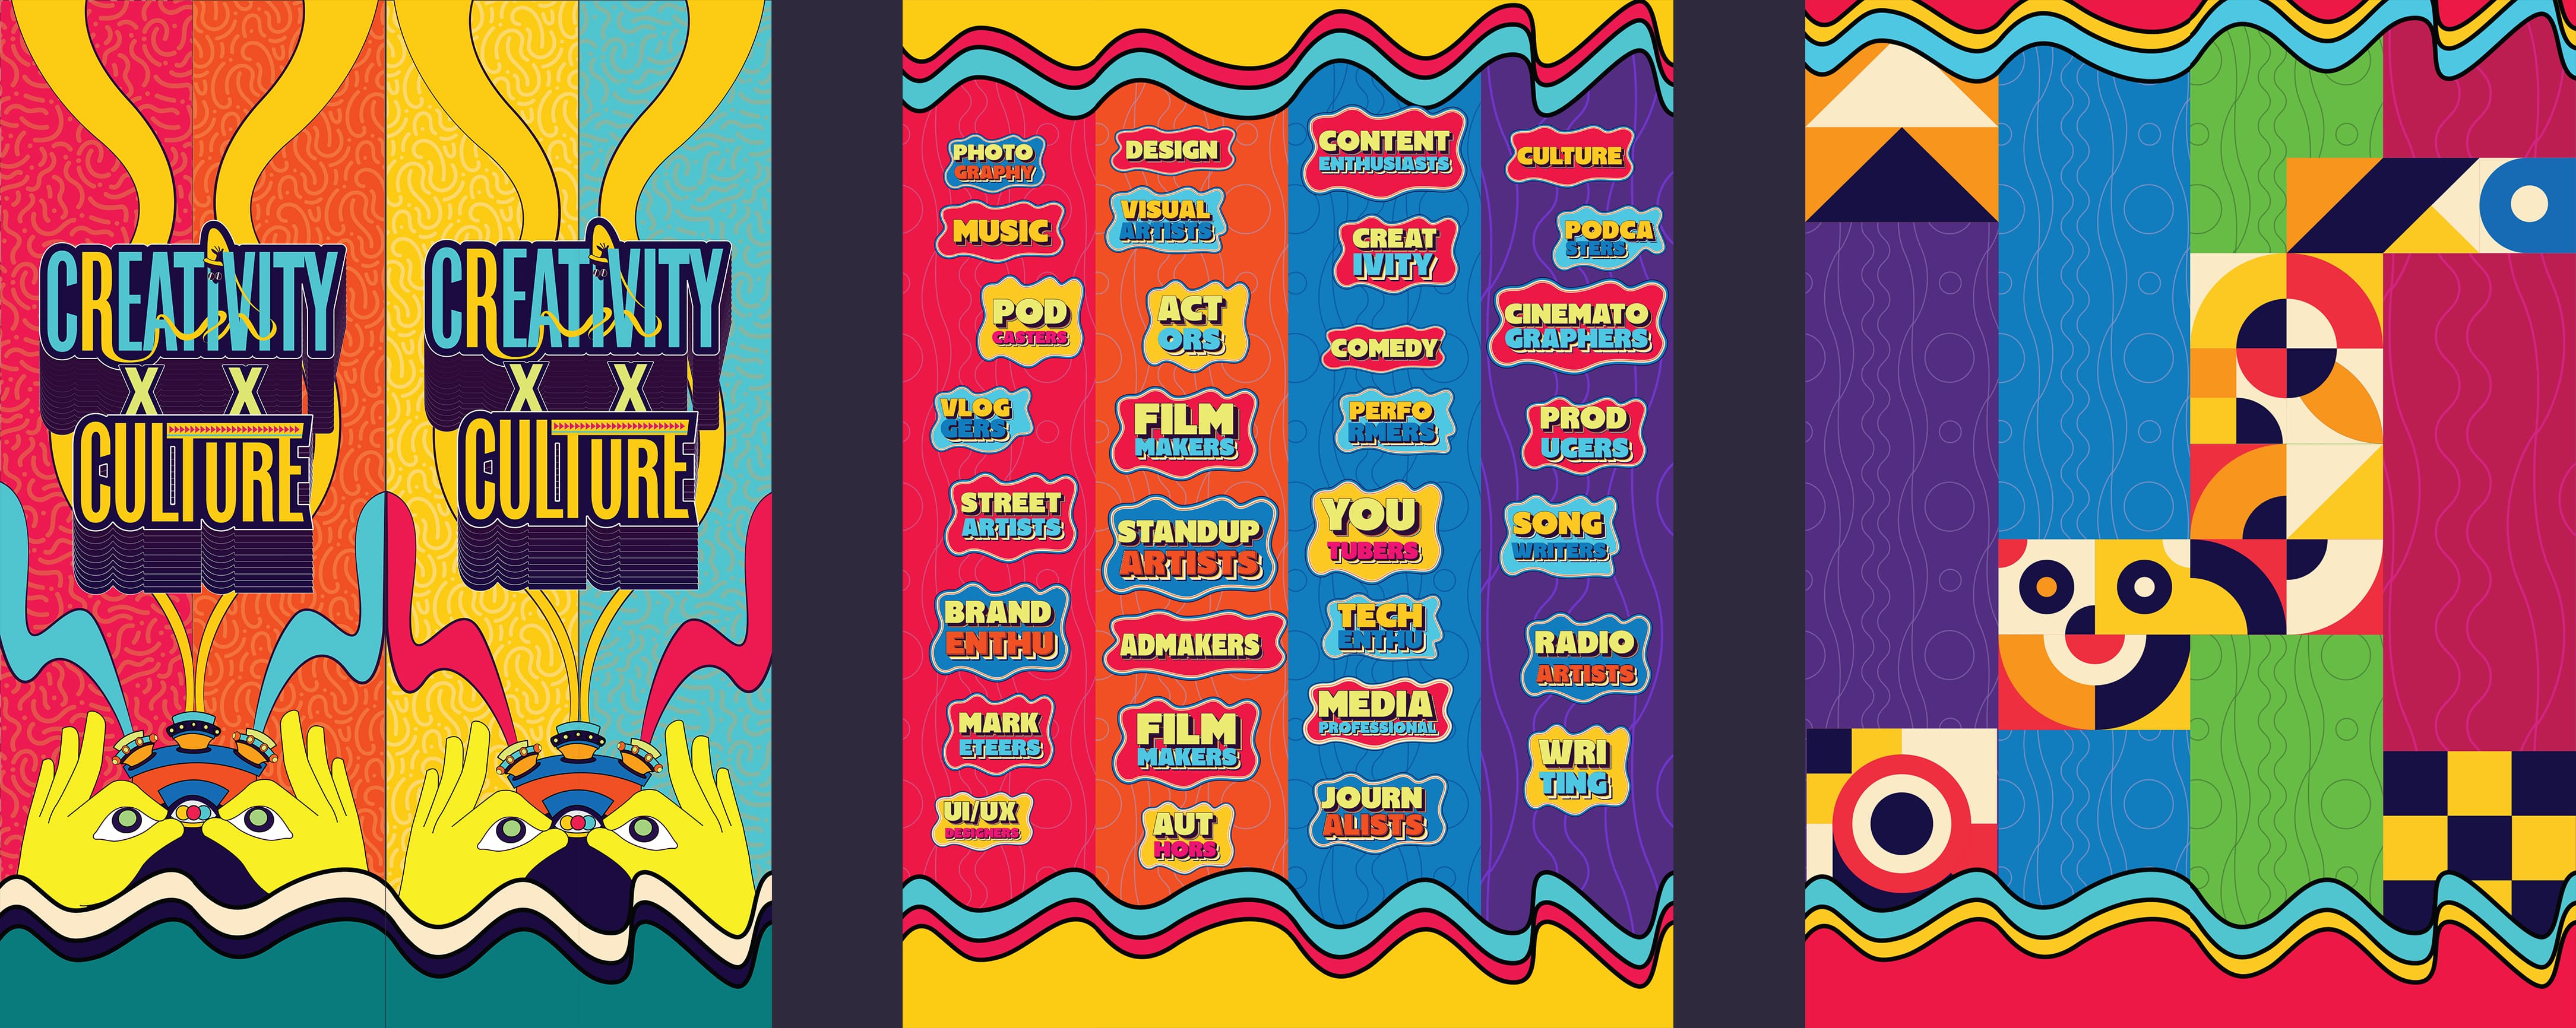 CREATIVITY
X X
CULTURE
CREATIVITY
X X
CULTURE
PHOTO
GRAPHY
MUSIC
POD
CASTERS
VLOG
GERS
STREET
ARTISTS
BRAND
ENTHU
MARK
ETEERS
UI/UX
DESIGNERS
DESIGN
VISUAL
ARTISTS
ACT
ORS
FILM
MAKERS
STANDUP
ARTISTS
ADMAKERS
FILM
MAKERS
AUT
HORS
CONTENT
ENTHUSIASTS
CREAT
IVITY
COMEDY
PERFO
RMERS
YOU
TUBERS
TECH
ENTHU
MEDIA
PROFESSIONAL
JOURN
ALISTS
CULTURE
PODCA
STERS
CINEMATO
GRAPHERS
PROD
UCERS
SONG
WRITERS
RADIO
ARTISTS
WRI
TING